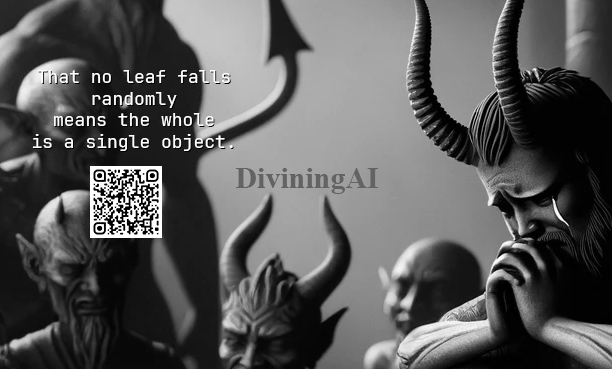 That no leaf falls
randomly
means the whole
is a single object.
DiviningAI